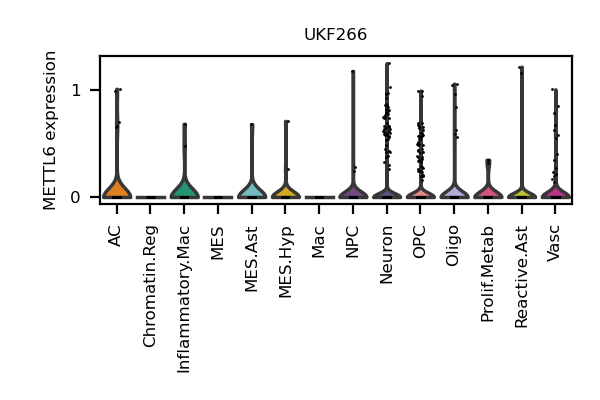 UKF266
METTL6 expression
1
0
AC
Chromatin.Reg
Inflammatory.Mac
MES
MES.Ast
MES.Hyp
Mac
NPC
Neuron
OPC
Oligo
Prolif.Metab
Reactive.Ast
Vasc